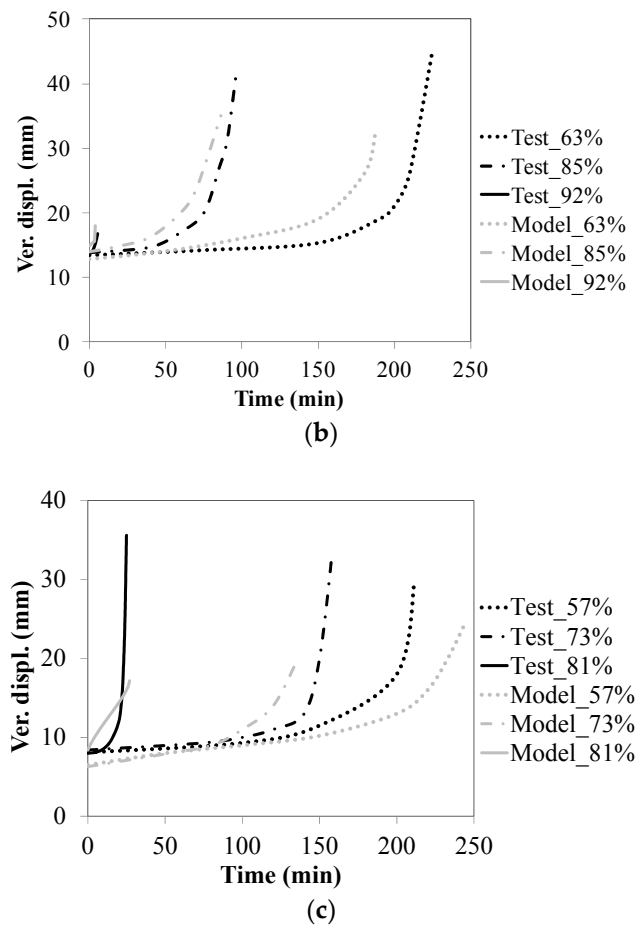 50
40
30
20
10
0
Ver. displ. (mm)
0 50 100 150 200 250
Time (min)
Test_63%
Test_85%
Test_92%
Model_63%
Model_85%
Model_92%
(b)
40
30
20
10
0
Ver. displ. (mm)
0 50 100 150 200 250
Time (min)
Test_57%
Test_73%
Test_81%
Model_57%
Model_73%
Model_81%
(c)